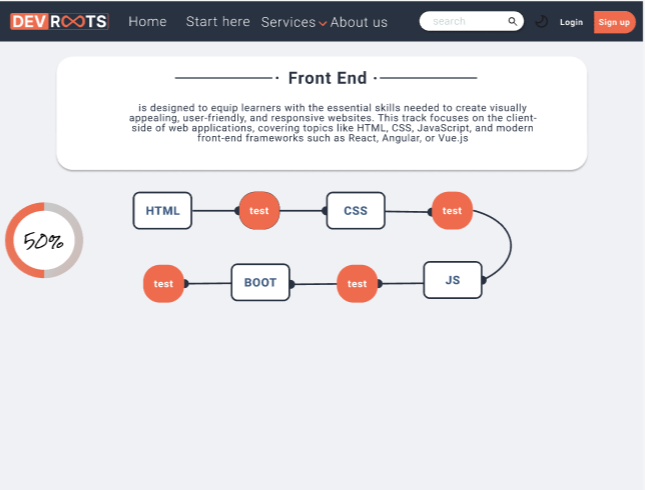 DEV ROOTS Home Start here Services About us search Login Sign up
Front End
is designed to equip learners with the essential skills needed to create visually
appealing, user-friendly, and responsive websites. This track focuses on the client-
side of web applications, covering topics like HTML, CSS, JavaScript, and modern
front-end frameworks such as React, Angular, or Vue.js
HTML test CSS test
50%
test BOOT test JS